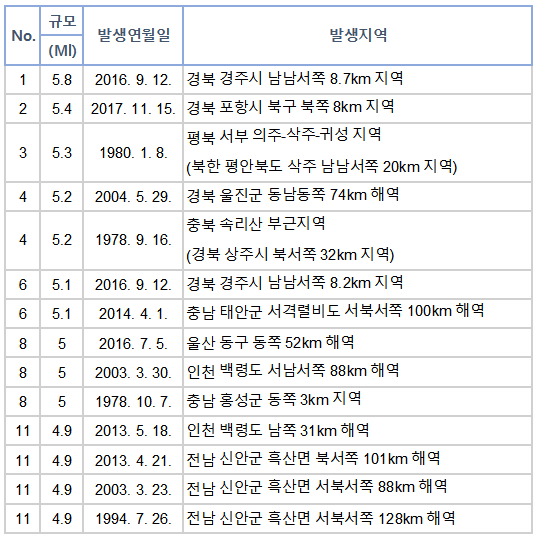 No. 규모 발생연월일 발생지역
(Ml)
1 5.8 2016. 9. 12. 경북 경주시 남남서쪽 8.7km 지역
2 5.4 2017. 11. 15. 경북 포항시 북구 북쪽 8km 지역
3 5.3 1980. 1. 8. 평북 서부 의주-삭주-귀성 지역
(북한 평안북도 삭주 남남서쪽 20km 지역)
4 5.2 2004. 5. 29. 경북 울진군 동남동쪽 74km 해역
4 5.2 1978. 9. 16. 충북 속리산 부근지역
(경북 상주시 북서쪽 32km 지역)
6 5.1 2016. 9. 12. 경북 경주시 남남서쪽 8.2km 지역
6 5.1 2014. 4. 1. 충남 태안군 서격렬비도 서북서쪽 100km 해역
8 5 2016. 7. 5. 울산 동구 동쪽 52km 해역
8 5 2003. 3. 30. 인천 백령도 서남서쪽 88km 해역
8 5 1978. 10. 7. 충남 홍성군 동쪽 3km 지역
11 4.9 2013. 5. 18. 인천 백령도 남쪽 31km 해역
11 4.9 2013. 4. 21. 전남 신안군 흑산면 북서쪽 101km 해역
11 4.9 2003. 3. 23. 전남 신안군 흑산면 서북서쪽 88km 해역
11 4.9 1994. 7. 26. 전남 신안군 흑산면 서북서쪽 128km 해역